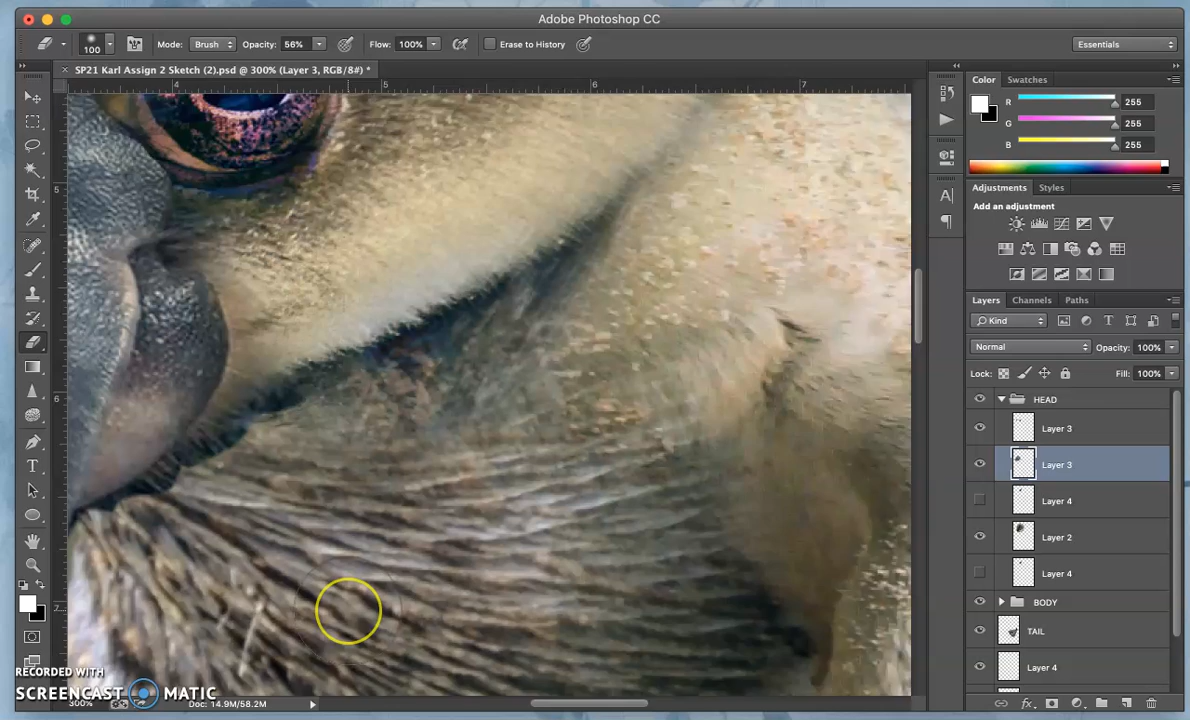 Adobe Photoshop CC
100 Mode: Brush Opacity: 56% Flow: 100% Erase to History Essentials
SP21 Karl Assign 2 Sketch (2).psd @ 300% (Layer 3, RGB/8#) *
4 5 6 7
5
6
7
Color Swatches
R 255
G 255
B 255
Adjustments Styles
Add an adjustment
Layers Channels Paths
Kind
Normal Opacity: 100%
Lock: Fill: 100%
HEAD
Layer 3
Layer 3
Layer 4
Layer 2
Layer 4
BODY
TAIL
Layer 4
RECORDED WITH
SCREENCAST MATIC
300% Doc: 14.9M/58.2M